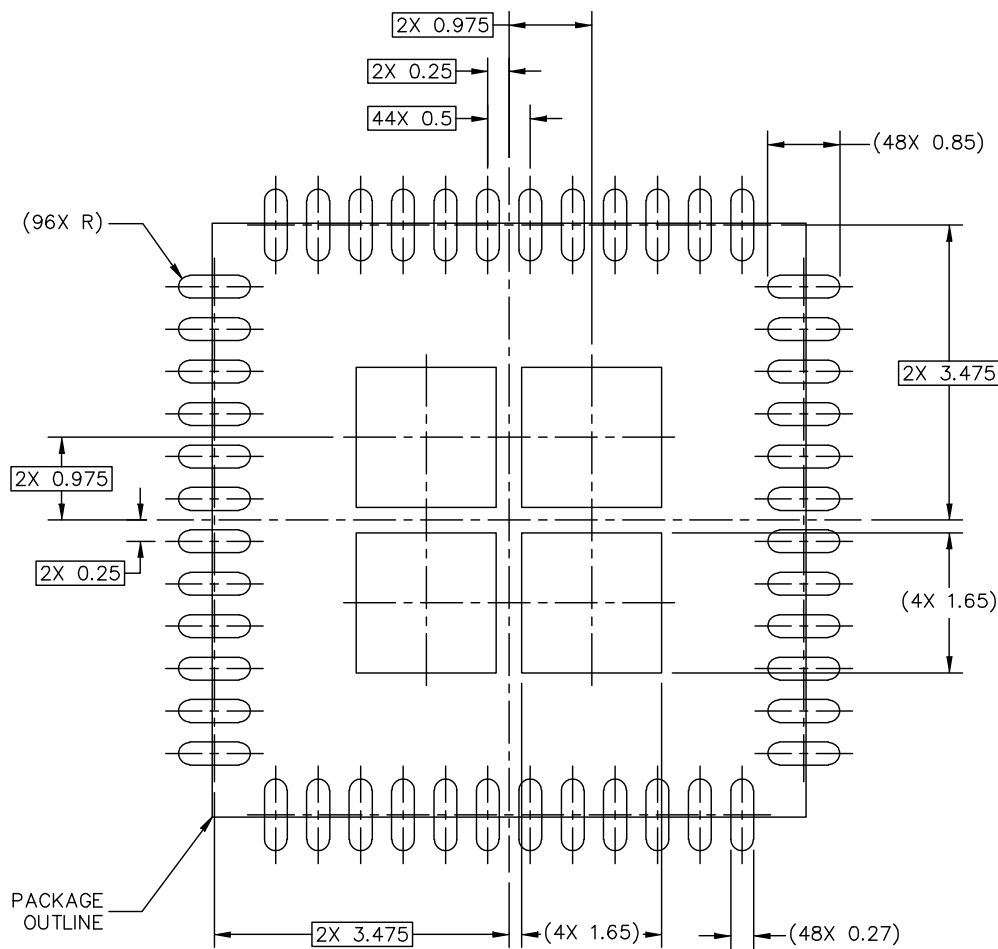 2X 0.975
2X 0.25
44X 0.5
(48X 0.85)
(96X R)
2X 3.475
2X 0.975
2X 0.25
(4X 1.65)
PACKAGE
OUTLINE
2X 3.475
(4X 1.65)
(48X 0.27)